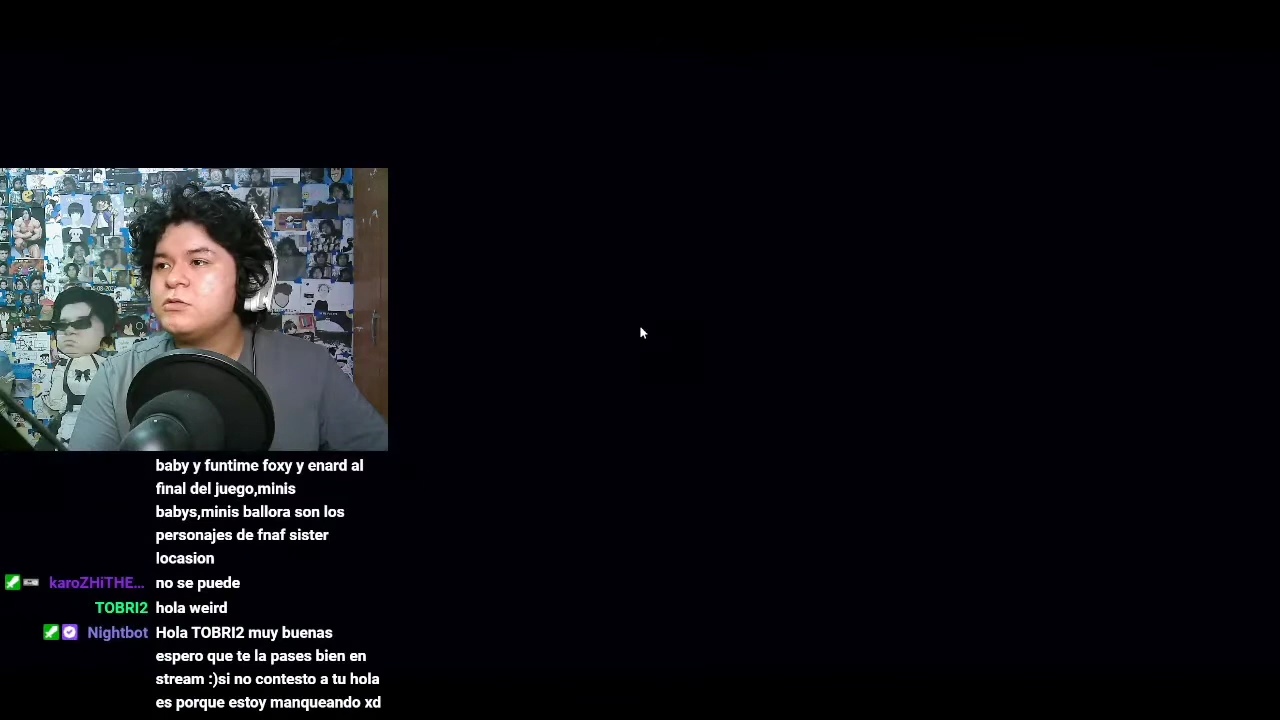 baby y funtime foxy y enard al
final del juego,minis
babys,minis ballora son los
personajes de fnaf sister
locasion
karoZHiTHE... no se puede
TOBRI2 hola weird
Nightbot Hola TOBRI2 muy buenas
espero que te la pases bien en
stream :)si no contesto a tu hola
es porque estoy manqueando xd